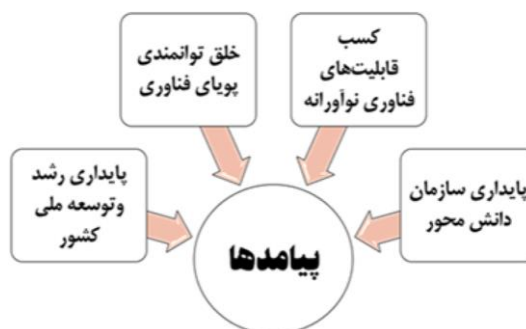 کسب
قابلیت‌های
فناوری نوآورانه
خلق توانمندی
پویای فناوری
پایداری سازمان
دانش محور
پایداری رشد
وتوسعه ملی
کشور
پیامدها